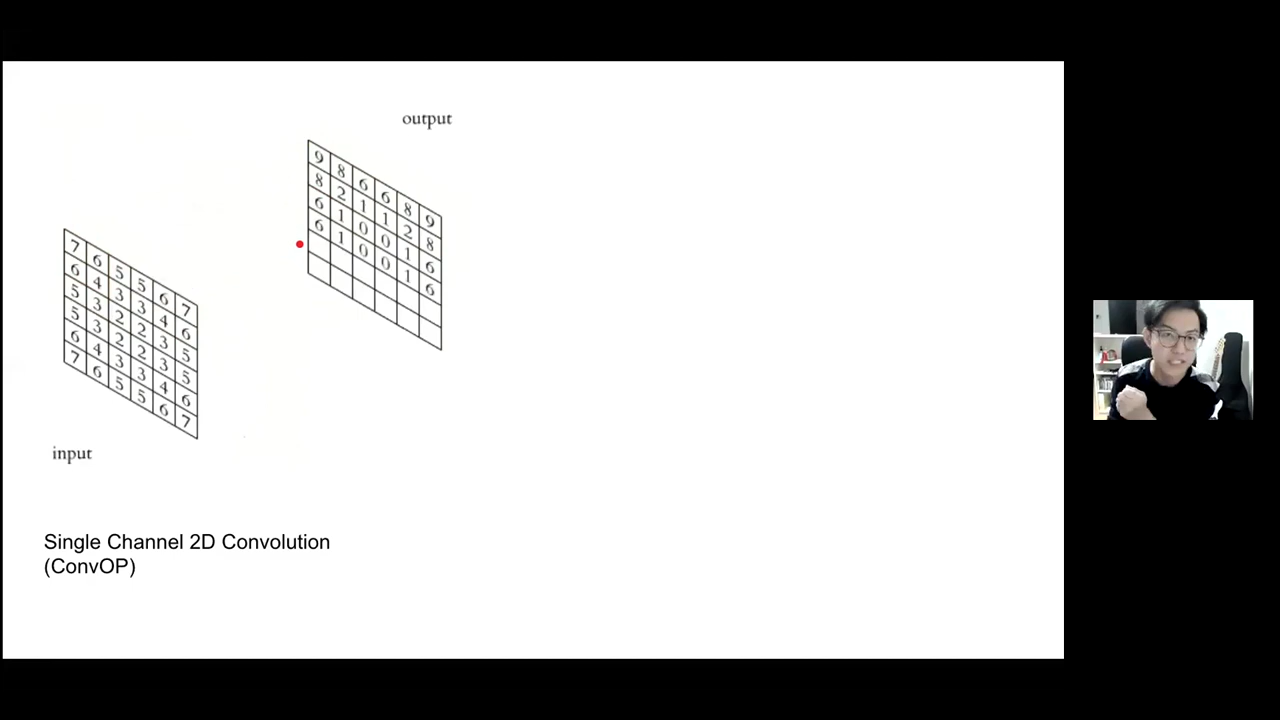 output
9 8 6 6 8 9
8 2 1 1 2 8
6 1 0 0 1 6
6 1 0 0 1 6
7 6 5 5 6 7
6 4 3 3 4 6
5 3 2 2 3 5
5 3 2 2 3 5
6 4 3 3 4 6
7 6 5 5 6 7
input
Single Channel 2D Convolution
(ConvOP)